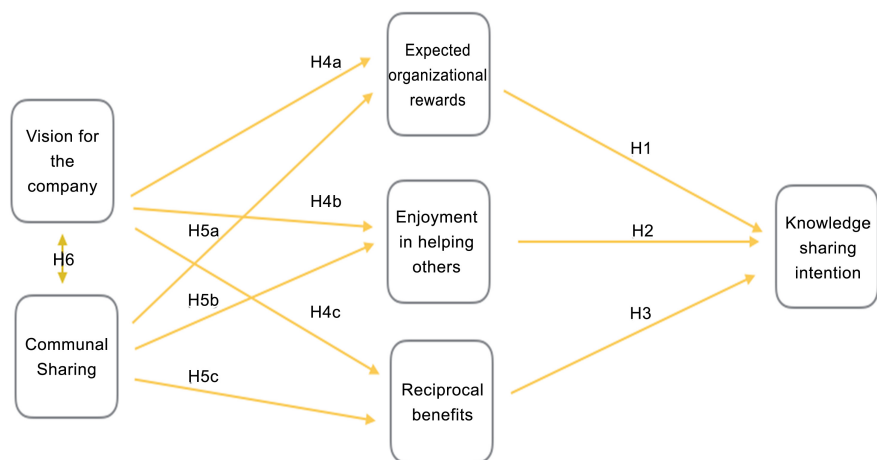 Expected
organizational
rewards
H4a
Vision for
the
company
H1
H4b
Enjoyment
in helping
others
H5a
H2
Knowledge
sharing
intention
H6
H5b
H4c
H3
Communal
Sharing
H5c
Reciprocal
benefits